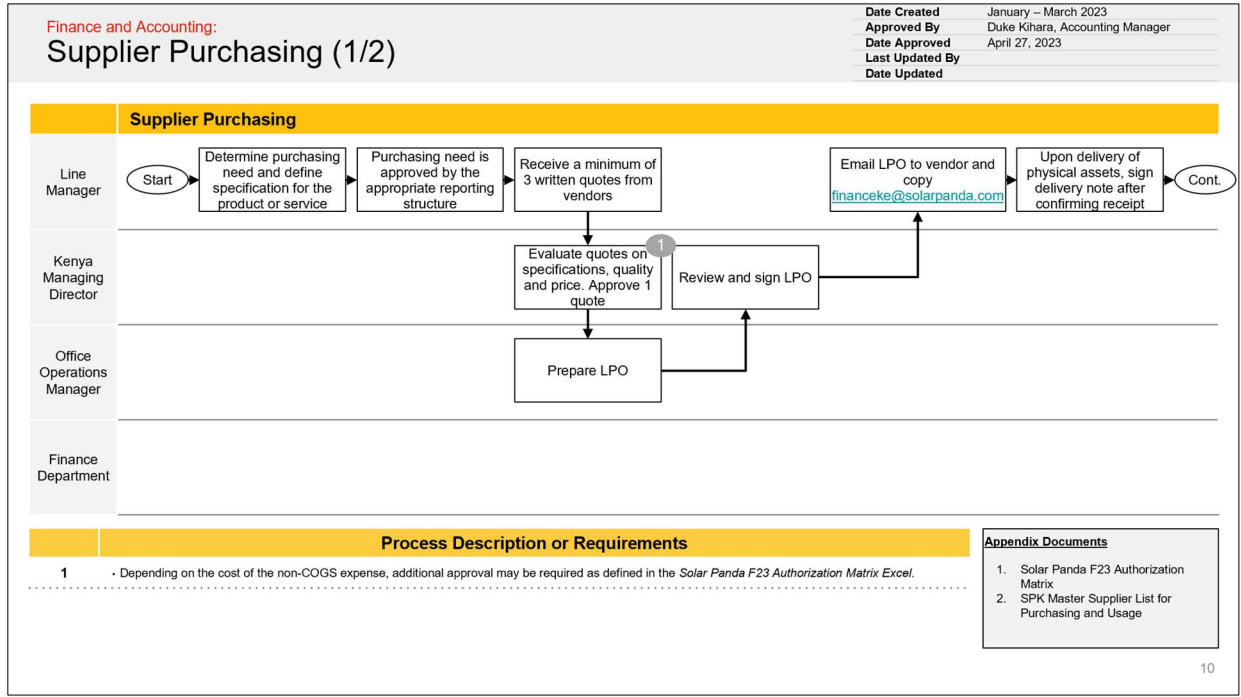 Finance and Accounting:
Supplier Purchasing (1/2)
Date Created January – March 2023
Approved By Duke Kihara, Accounting Manager
Date Approved April 27, 2023
Last Updated By
Date Updated
Supplier Purchasing
Line
Manager
Start
Determine purchasing
need and define
specification for the
product or service
Purchasing need is
approved by the
appropriate reporting
structure
Receive a minimum of
3 written quotes from
vendors
Email LPO to vendor and
copy
financeke@solarpanda.com
Upon delivery of
physical assets, sign
delivery note after
confirming receipt
Cont.
Kenya
Managing
Director
Evaluate quotes on
specifications, quality
and price. Approve 1
quote
1
Review and sign LPO
Office
Operations
Manager
Prepare LPO
Finance
Department
Process Description or Requirements
1 • Depending on the cost of the non-COGS expense, additional approval may be required as defined in the Solar Panda F23 Authorization Matrix Excel.
Appendix Documents
1. Solar Panda F23 Authorization
Matrix
2. SPK Master Supplier List for
Purchasing and Usage
10